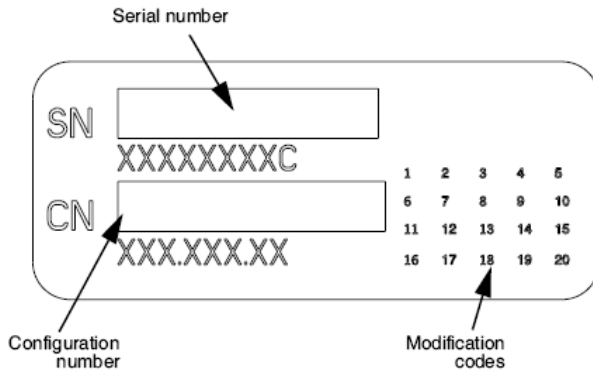 Serial number
SN
XXXXXXXXC
CN
XXX.XXX.XX
1 2 3 4 5
6 7 8 9 10
11 12 13 14 15
16 17 18 19 20
Configuration
number
Modification
codes